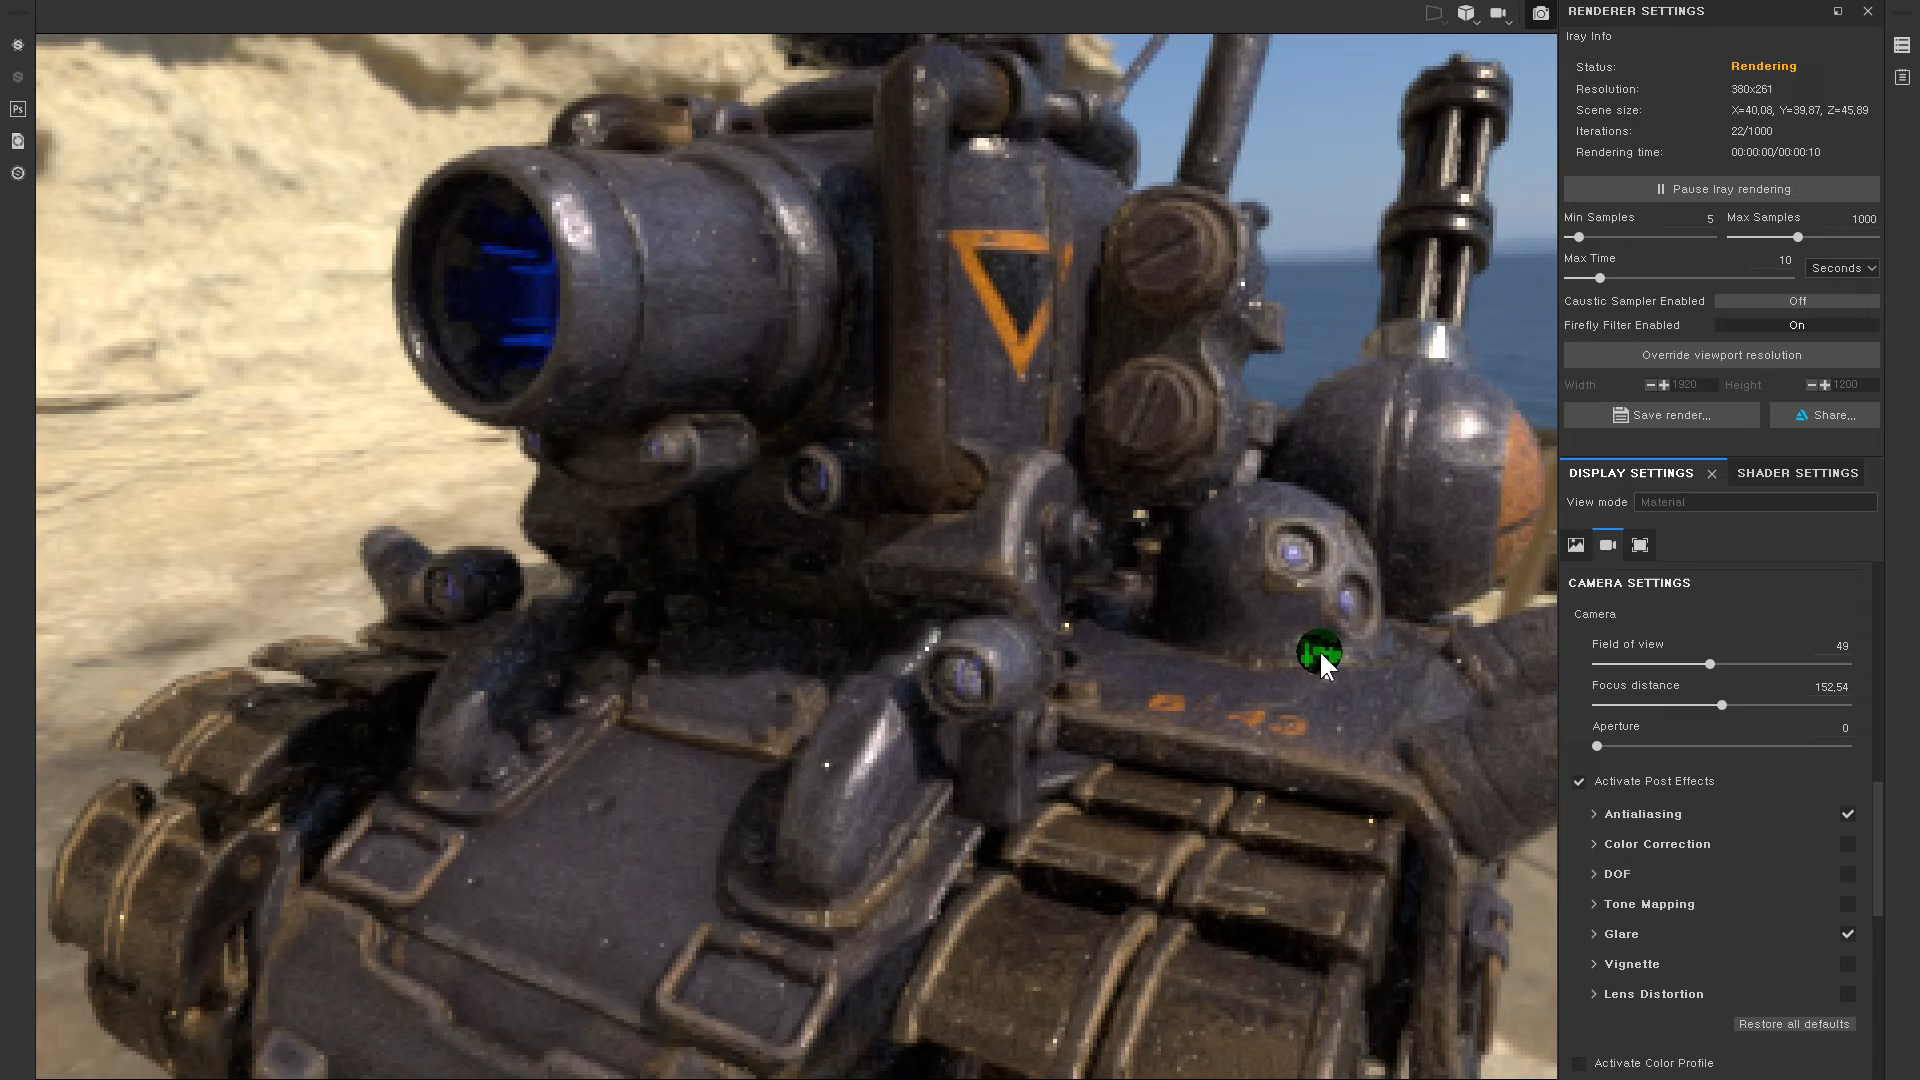 RENDERER SETTINGS
Iray Info
Status: Rendering
Resolution: 380x261
Scene size: X=40,08, Y=39,87, Z=45,89
Iterations: 22/1000
Rendering time: 00:00:00/00:00:10
Pause Iray rendering
Min Samples 5 Max Samples 1000
Max Time 10 Seconds
Caustic Sampler Enabled Off
Firefly Filter Enabled On
Override viewport resolution
Width 1920 Height 1200
Save render... Share...
DISPLAY SETTINGS SHADER SETTINGS
View mode Material
CAMERA SETTINGS
Camera
Field of view 49
Focus distance 152,54
Aperture 0
Activate Post Effects
Antialiasing
Color Correction
DOF
Tone Mapping
Glare
Vignette
Lens Distortion
Restore all defaults
Activate Color Profile
Ps